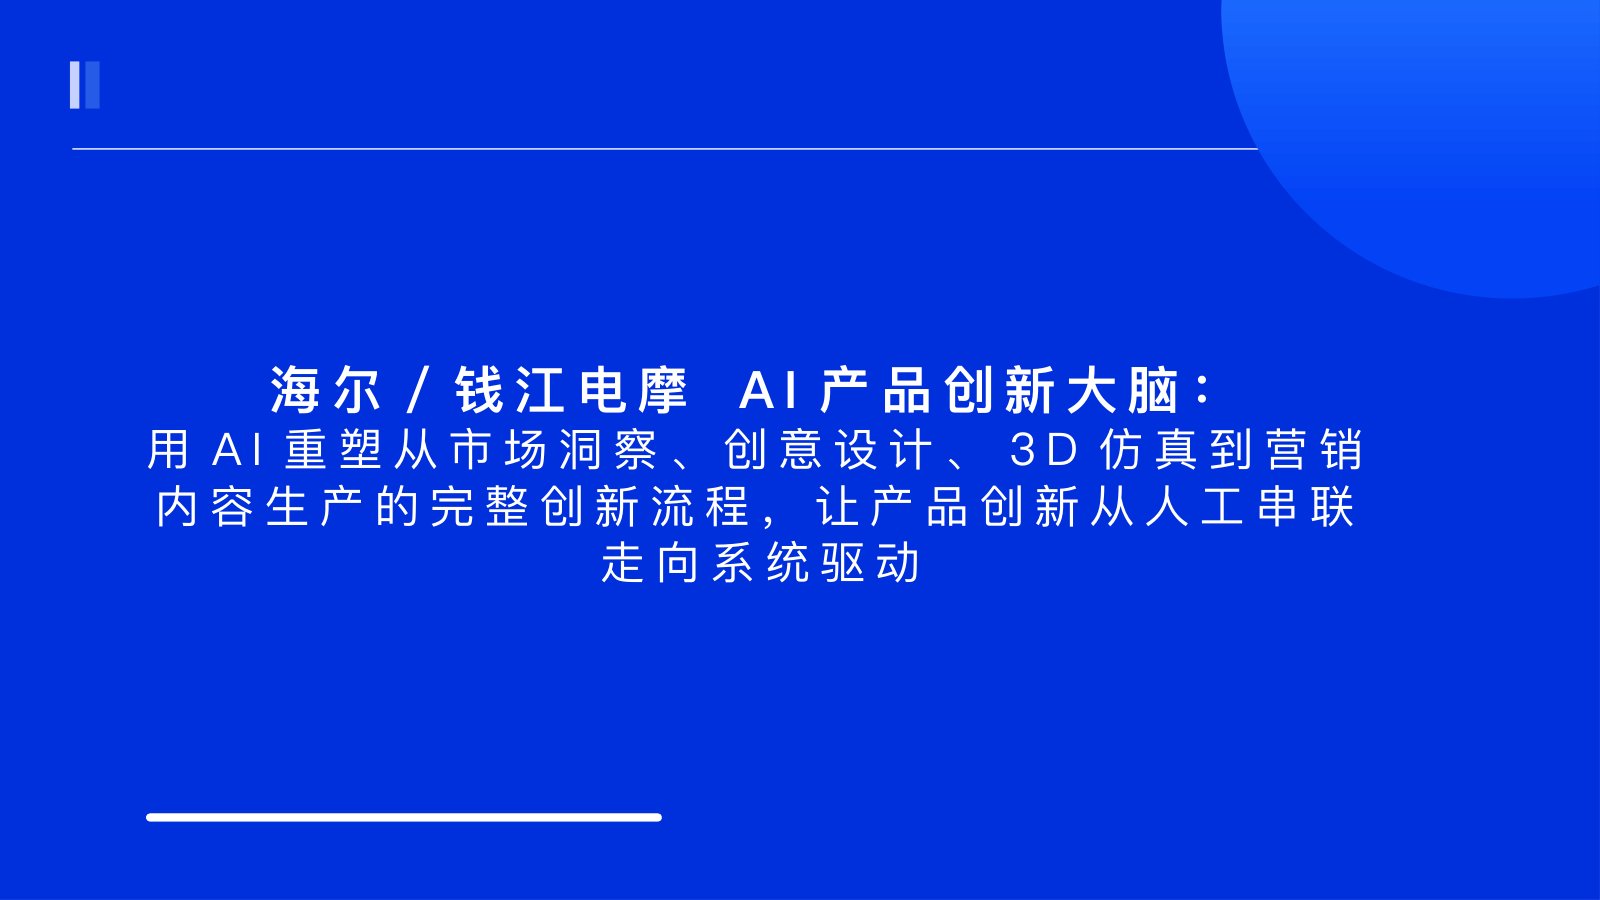 海尔/钱江电摩 AI产品创新大脑：
用AI重塑从市场洞察、创意设计、3D仿真到营销
内容生产的完整创新流程，让产品创新从人工串联
走向系统驱动